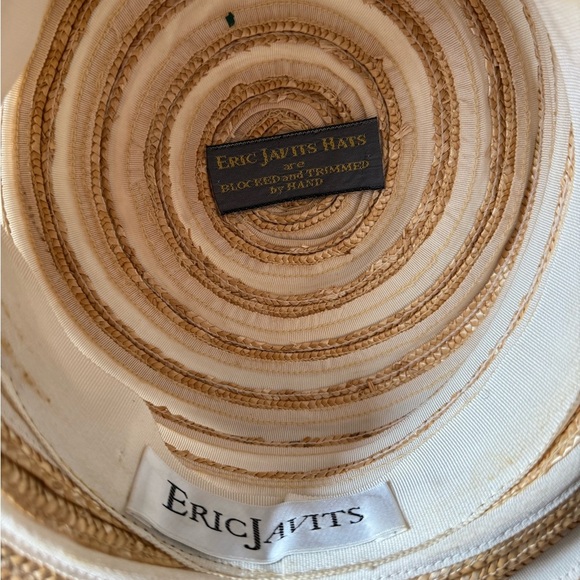 ERIC JAVITS HATS
are
BLOCKED and TRIMMED
by HAND
ERICJAVITS